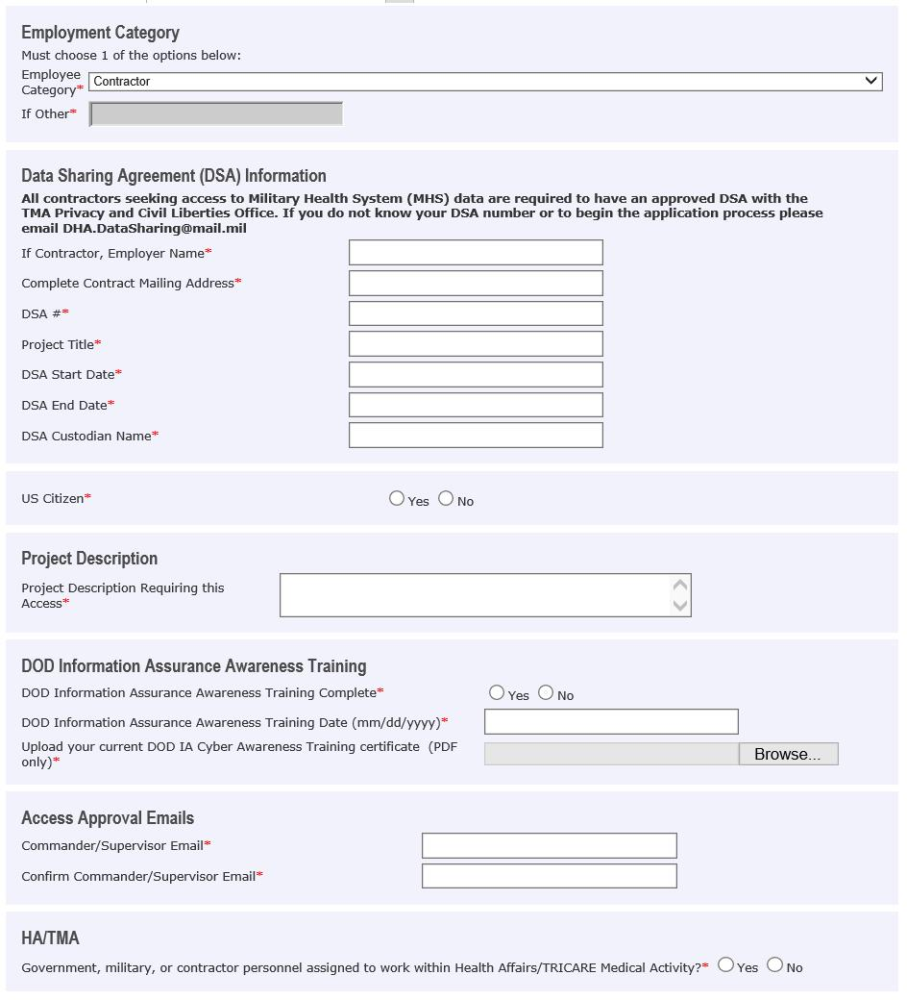 Employment Category
Must choose 1 of the options below:
Employee
Category* Contractor
If Other*
Data Sharing Agreement (DSA) Information
All contractors seeking access to Military Health System (MHS) data are required to have an approved DSA with the
TMA Privacy and Civil Liberties Office. If you do not know your DSA number or to begin the application process please
email DHA.DataSharing@mail.mil
If Contractor, Employer Name*
Complete Contract Mailing Address*
DSA #*
Project Title*
DSA Start Date*
DSA End Date*
DSA Custodian Name*
US Citizen* Yes No
Project Description
Project Description Requiring this
Access*
DOD Information Assurance Awareness Training
DOD Information Assurance Awareness Training Complete* Yes No
DOD Information Assurance Awareness Training Date (mm/dd/yyyy)*
Upload your current DOD IA Cyber Awareness Training certificate (PDF
only)* Browse...
Access Approval Emails
Commander/Supervisor Email*
Confirm Commander/Supervisor Email*
HA/TMA
Government, military, or contractor personnel assigned to work within Health Affairs/TRICARE Medical Activity?* Yes No